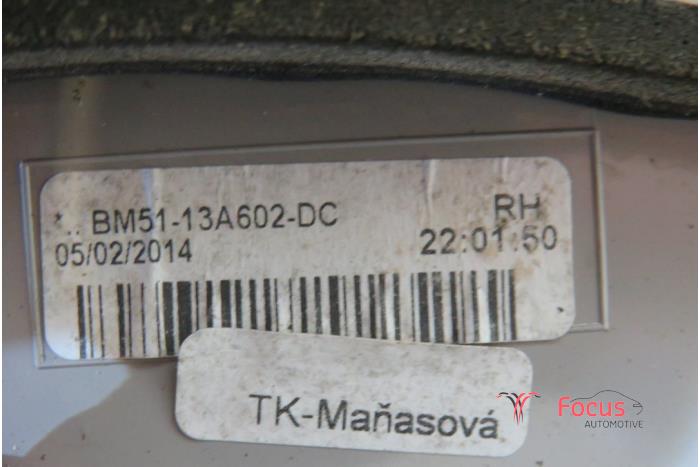 *.. BM51-13A602-DC RH
05/02/2014 22:01:50
TK-Maňasová
Focus
AUTOMOTIVE